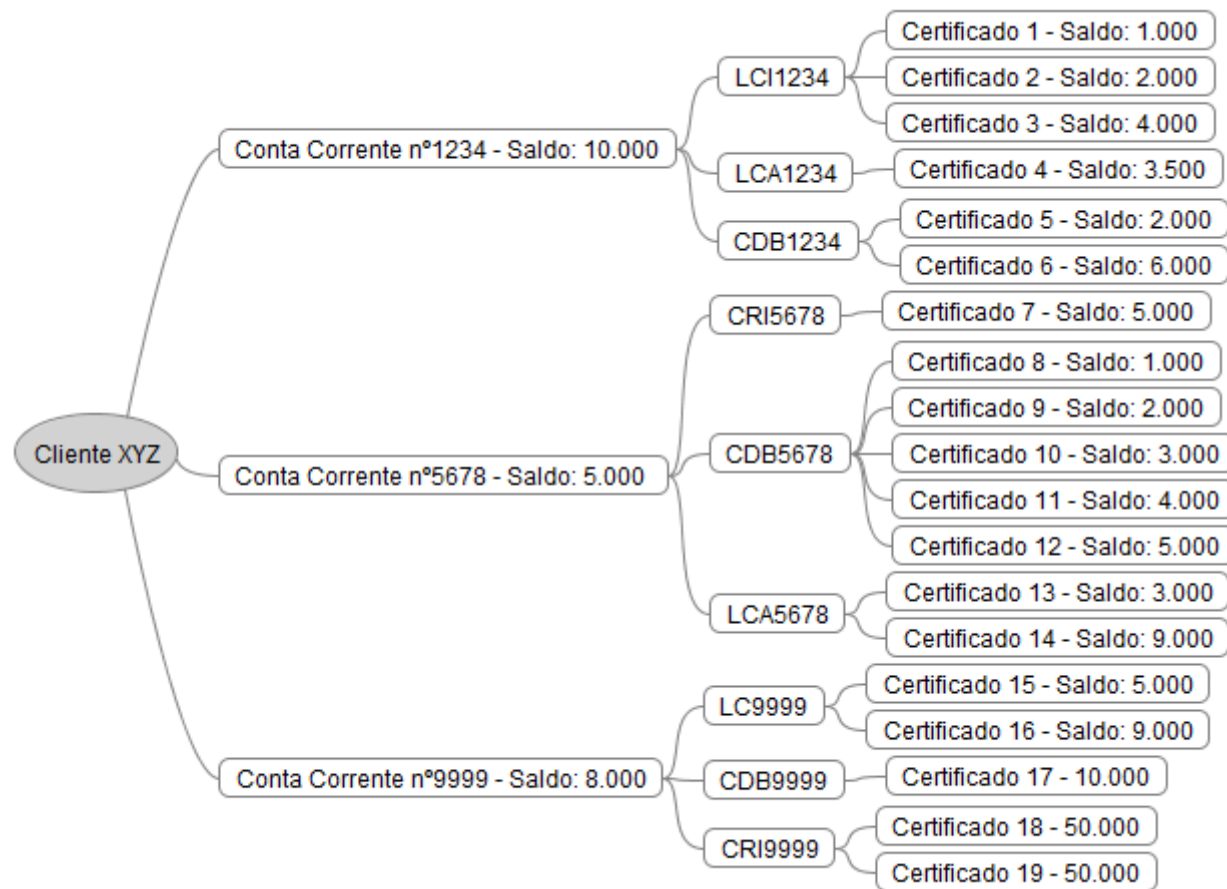 Cliente XYZ
Conta Corrente nº1234 - Saldo: 10.000
LCI1234
Certificado 1 - Saldo: 1.000
Certificado 2 - Saldo: 2.000
Certificado 3 - Saldo: 4.000
LCA1234
Certificado 4 - Saldo: 3.500
CDB1234
Certificado 5 - Saldo: 2.000
Certificado 6 - Saldo: 6.000
Conta Corrente nº5678 - Saldo: 5.000
CRI5678
Certificado 7 - Saldo: 5.000
CDB5678
Certificado 8 - Saldo: 1.000
Certificado 9 - Saldo: 2.000
Certificado 10 - Saldo: 3.000
Certificado 11 - Saldo: 4.000
Certificado 12 - Saldo: 5.000
LCA5678
Certificado 13 - Saldo: 3.000
Certificado 14 - Saldo: 9.000
Conta Corrente nº9999 - Saldo: 8.000
LC9999
Certificado 15 - Saldo: 5.000
Certificado 16 - Saldo: 9.000
CDB9999
Certificado 17 - 10.000
CRI9999
Certificado 18 - 50.000
Certificado 19 - 50.000